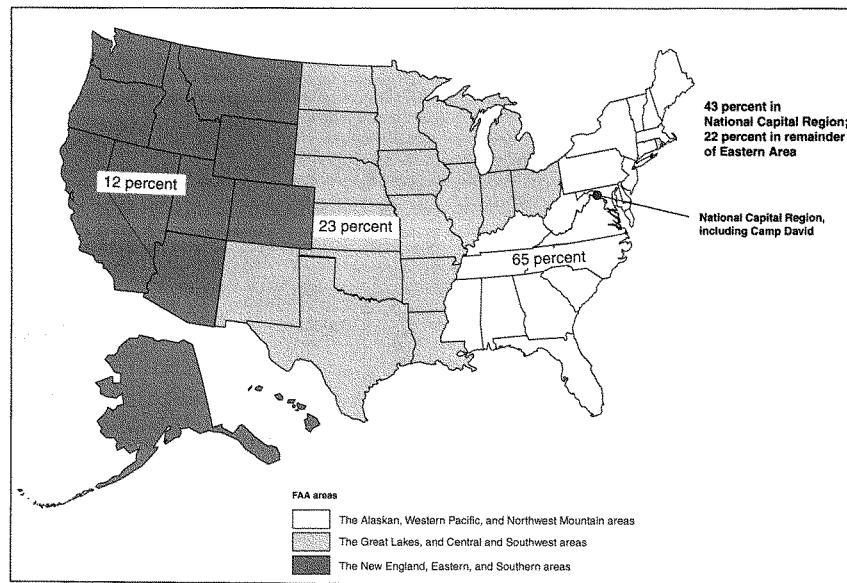 43 percent in
National Capital Region;
22 percent in remainder
of Eastern Area
12 percent
National Capital Region,
including Camp David
23 percent
65 percent
FAA areas
The Alaskan, Western Pacific, and Northwest Mountain areas
The Great Lakes, and Central and Southwest areas
The New England, Eastern, and Southern areas